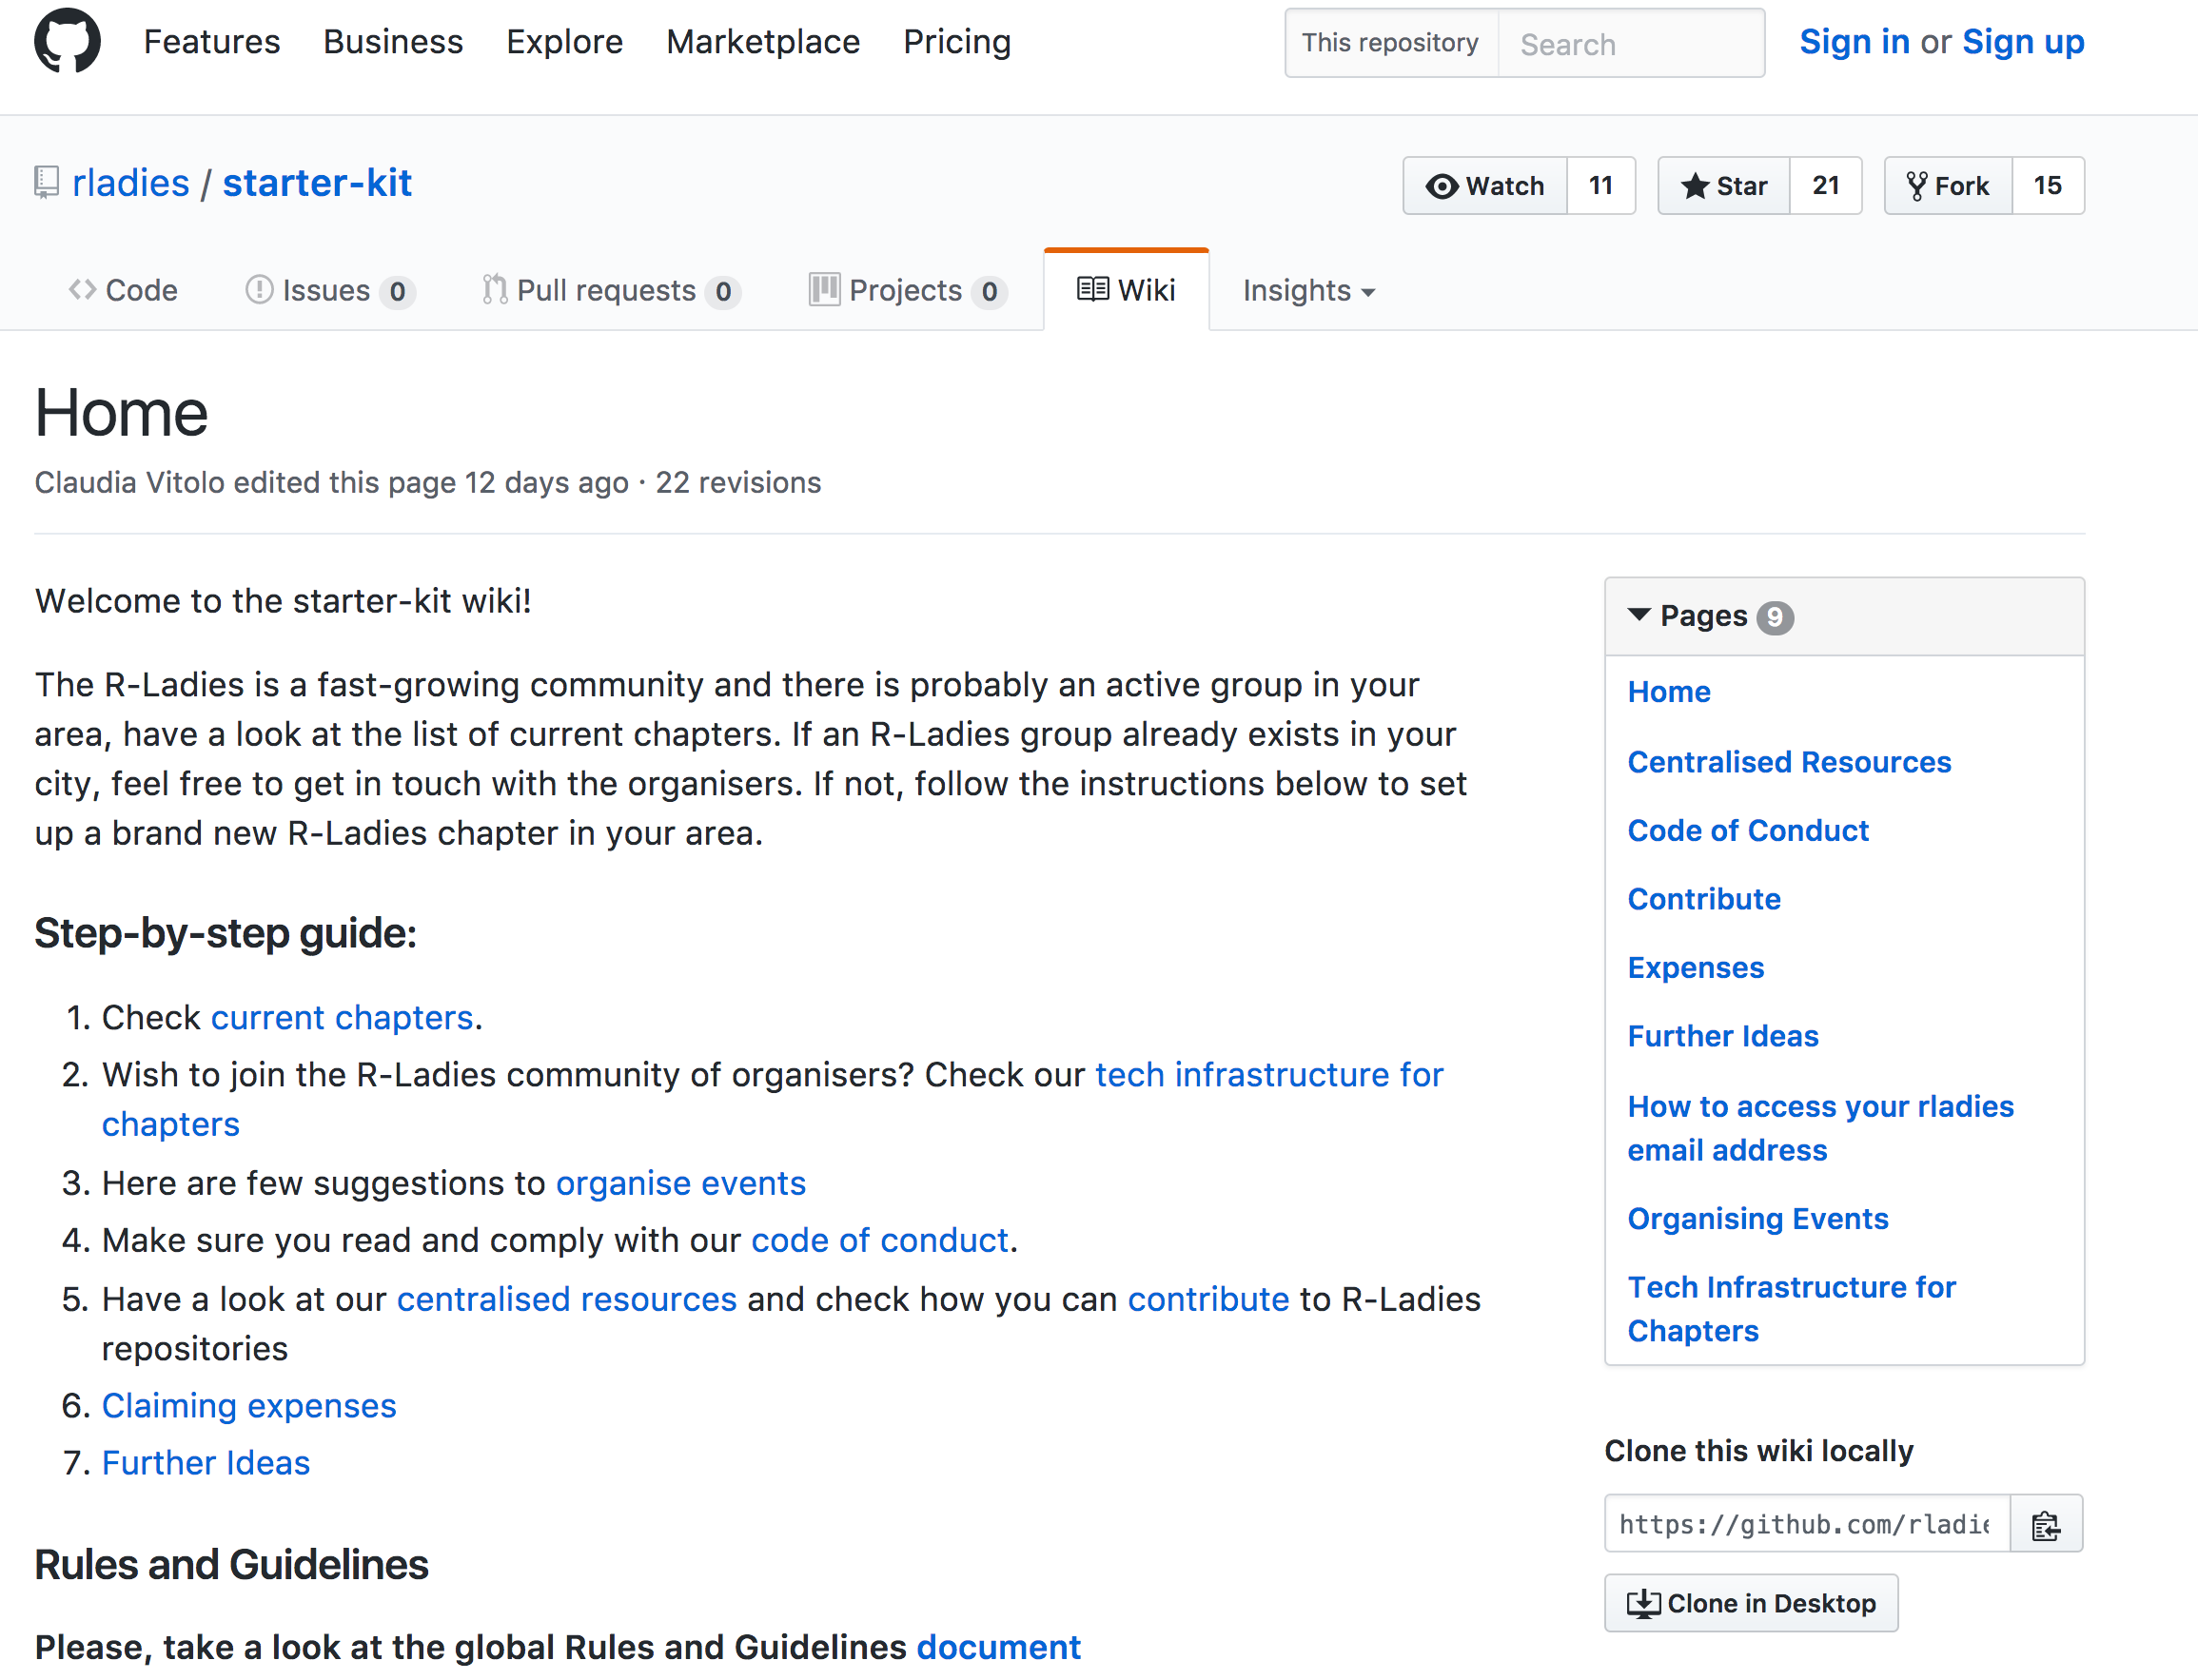 Features Business Explore Marketplace Pricing This repository Search Sign in or Sign up
rladies / starter-kit Watch 11 Star 21 Fork 15
Code Issues 0 Pull requests 0 Projects 0 Wiki Insights
Home
Claudia Vitolo edited this page 12 days ago · 22 revisions
Welcome to the starter-kit wiki!
The R-Ladies is a fast-growing community and there is probably an active group in your
area, have a look at the list of current chapters. If an R-Ladies group already exists in your
city, feel free to get in touch with the organisers. If not, follow the instructions below to set
up a brand new R-Ladies chapter in your area.
Step-by-step guide:
1. Check current chapters.
2. Wish to join the R-Ladies community of organisers? Check our tech infrastructure for
chapters
3. Here are few suggestions to organise events
4. Make sure you read and comply with our code of conduct.
5. Have a look at our centralised resources and check how you can contribute to R-Ladies
repositories
6. Claiming expenses
7. Further Ideas
Rules and Guidelines
Please, take a look at the global Rules and Guidelines document
Pages 9
Home
Centralised Resources
Code of Conduct
Contribute
Expenses
Further Ideas
How to access your rladies
email address
Organising Events
Tech Infrastructure for
Chapters
Clone this wiki locally
https://github.com/rladie
Clone in Desktop